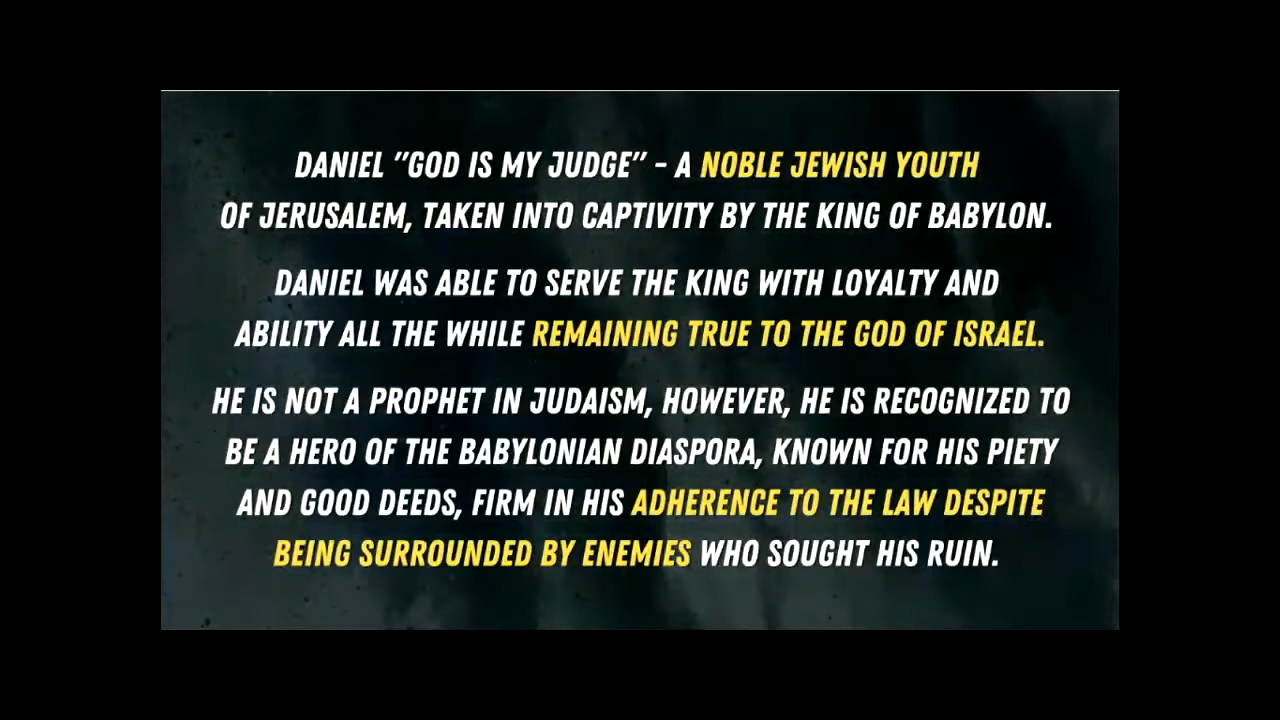 DANIEL "GOD IS MY JUDGE" - A NOBLE JEWISH YOUTH
OF JERUSALEM, TAKEN INTO CAPTIVITY BY THE KING OF BABYLON.
DANIEL WAS ABLE TO SERVE THE KING WITH LOYALTY AND
ABILITY ALL THE WHILE REMAINING TRUE TO THE GOD OF ISRAEL.
HE IS NOT A PROPHET IN JUDAISM, HOWEVER, HE IS RECOGNIZED TO
BE A HERO OF THE BABYLONIAN DIASPORA, KNOWN FOR HIS PIETY
AND GOOD DEEDS, FIRM IN HIS ADHERENCE TO THE LAW DESPITE
BEING SURROUNDED BY ENEMIES WHO SOUGHT HIS RUIN.